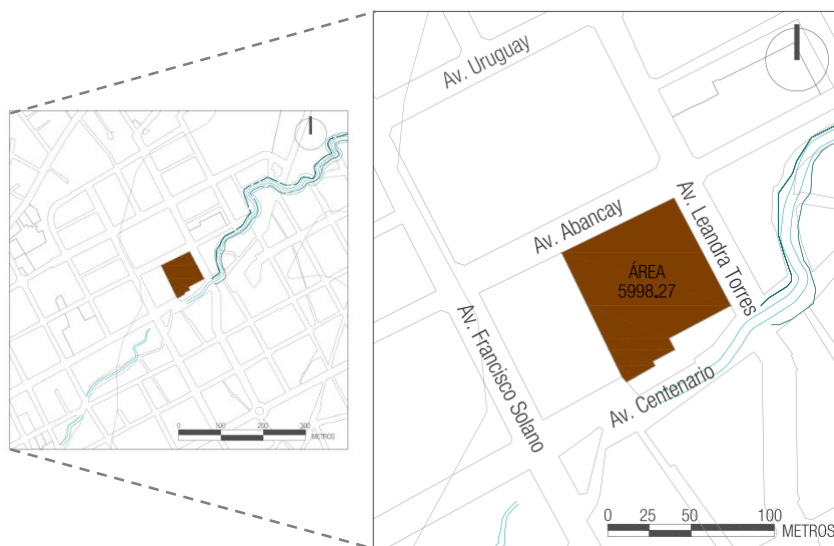 0 100 200 300
METROS
Av. Uruguay
Av. Abancay
Av. Leandra Torres
ÁREA
5998.27
Av. Francisco Solano
Av. Centenario
0 25 50 100
METROS